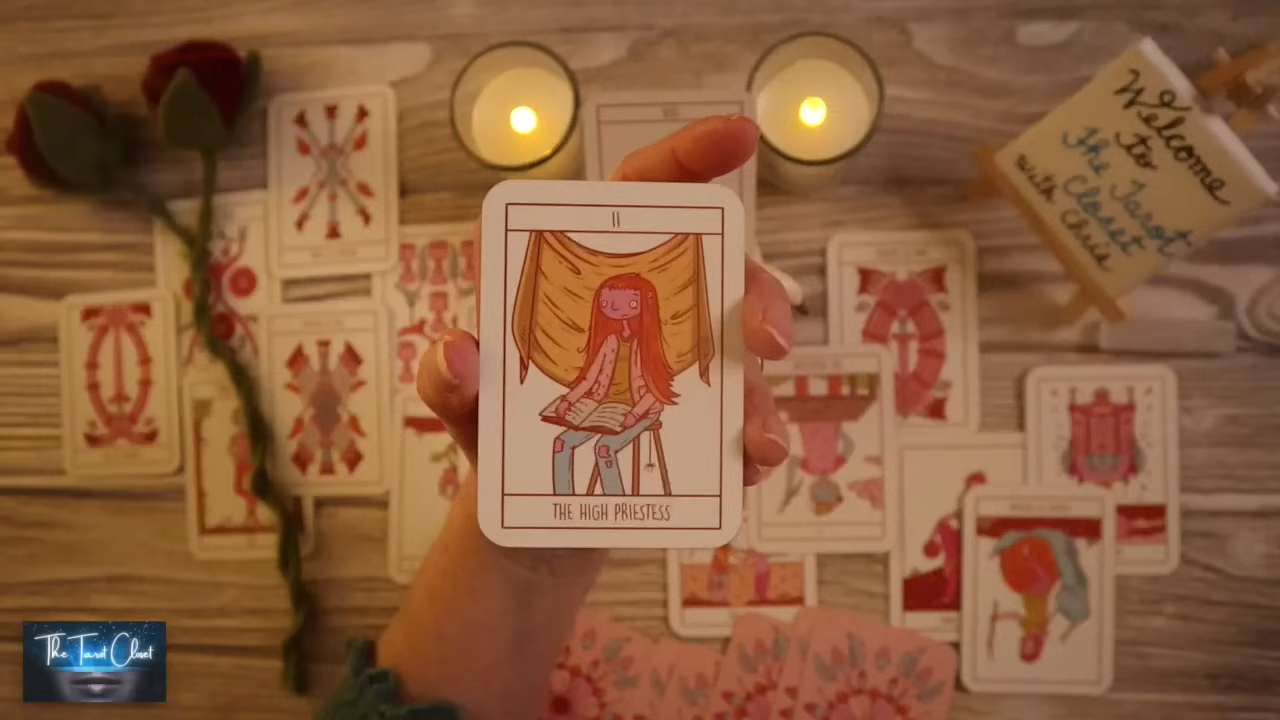 II
THE HIGH PRIESTESS
Welcome
to
The Tarot
Closet
with Chris
The Tarot Closet